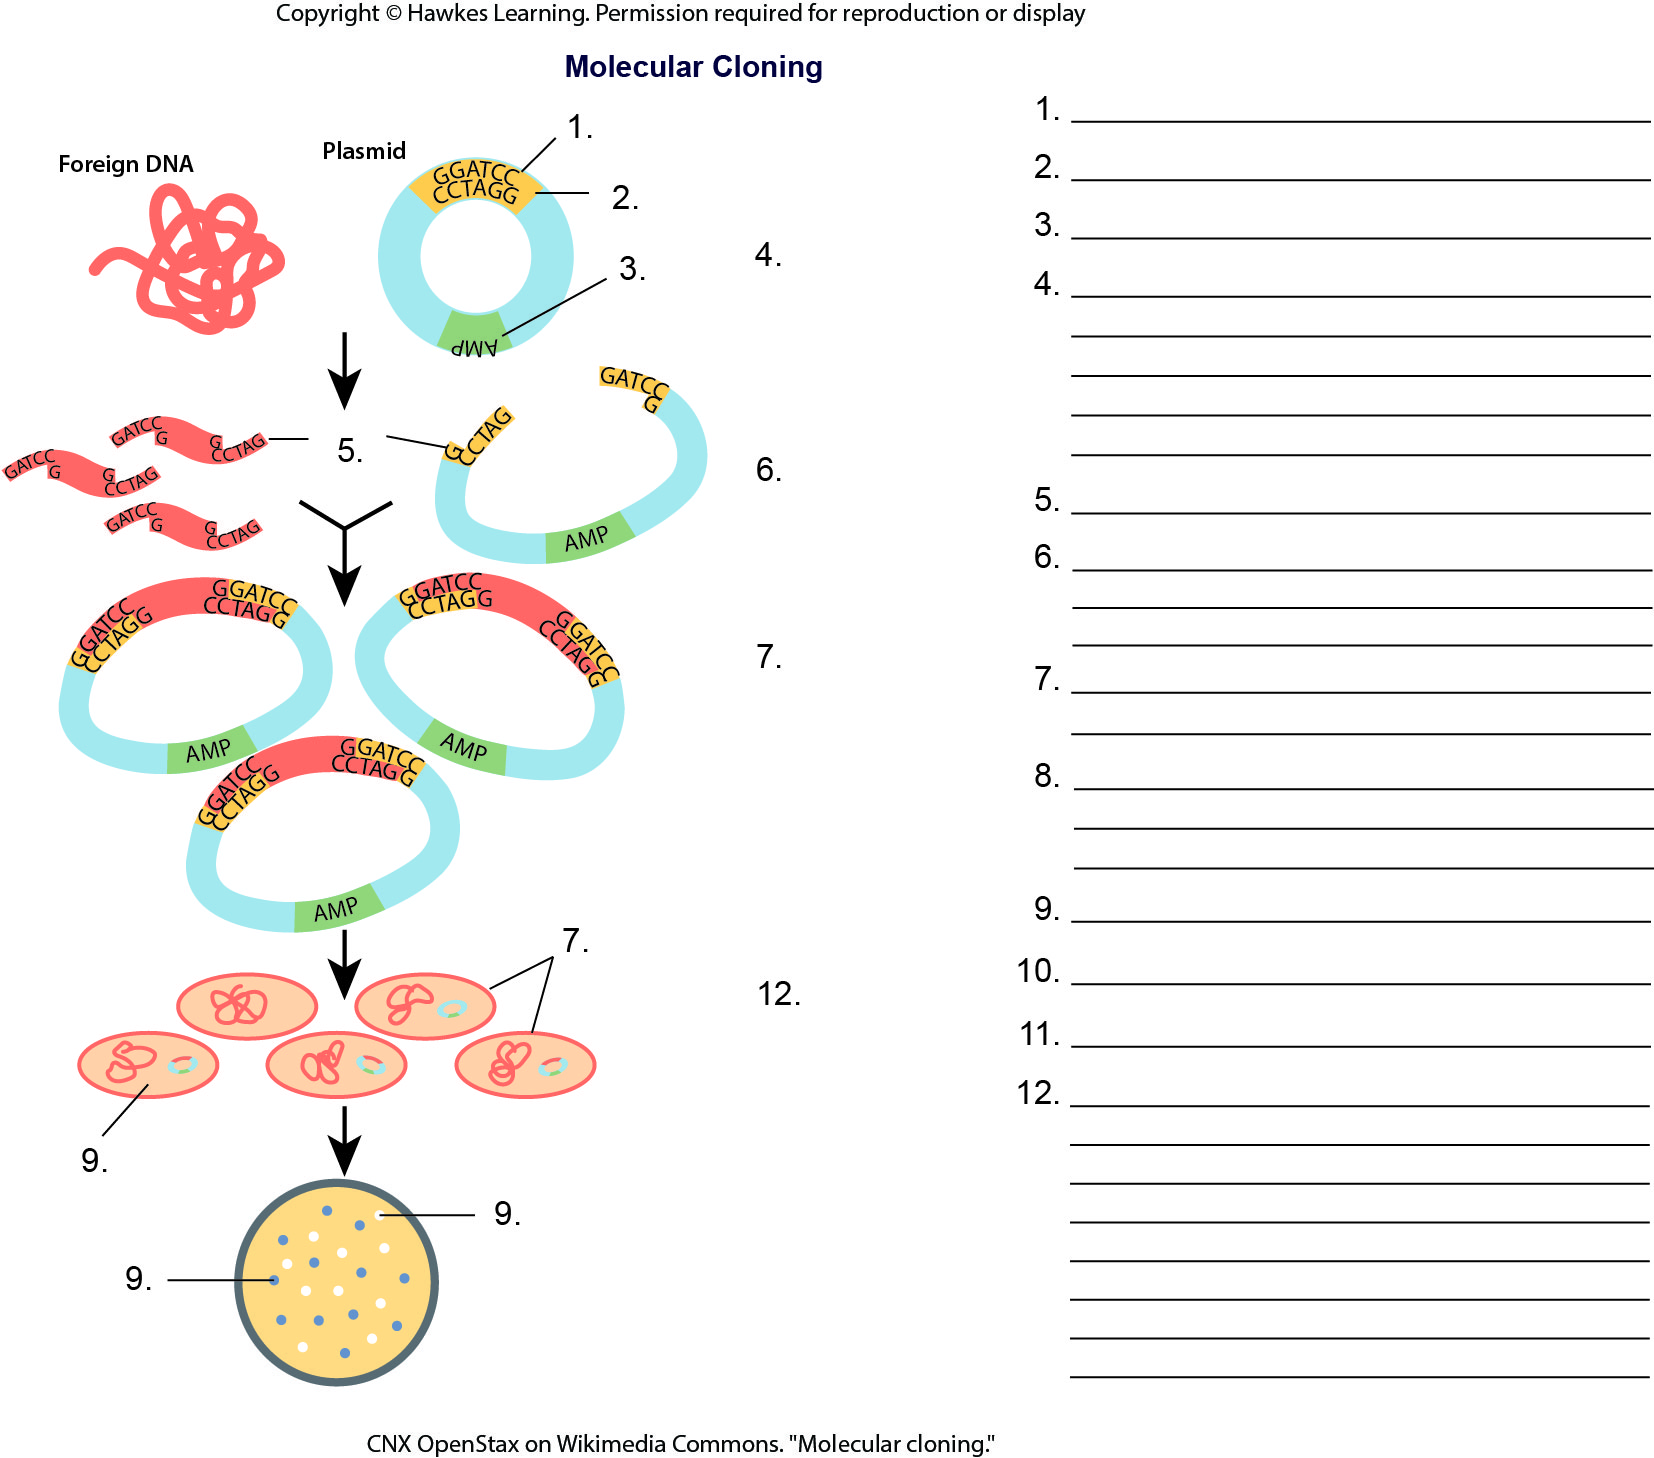 Copyright © Hawkes Learning. Permission required for reproduction or display
Molecular Cloning
Foreign DNA
Plasmid
1.
GGATCC
CCTAGG
2.
3.
AMP
4.
GATCC
G
G
CCTAG
GATCC
G
G
CCTAG
GATCC
G
G
CCTAG
5.
G
CCTAG
GATCC
G
AMP
6.
GGATCC
CCTAGG
GGATCC
CCTAGG
AMP
GGATCC
CCTAGG
GGATCC
CCTAGG
AMP
7.
GGATCC
CCTAGG
GGATCC
CCTAGG
AMP
7.
12.
9.
9.
9.
1.
2.
3.
4.
5.
6.
7.
8.
9.
10.
11.
12.
CNX OpenStax on Wikimedia Commons. "Molecular cloning."